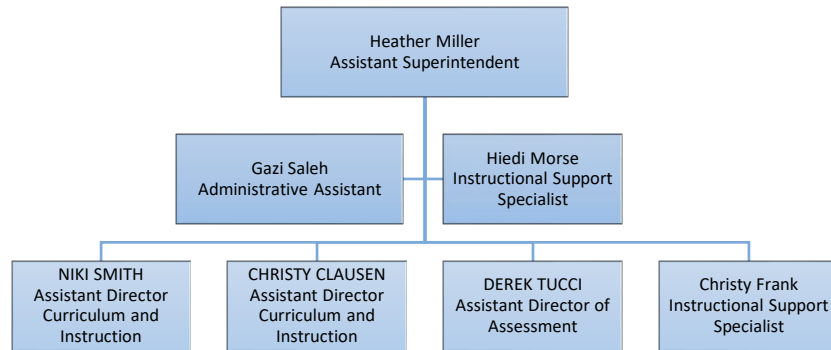 Heather Miller
Assistant Superintendent
Gazi Saleh
Administrative Assistant
Hiedi Morse
Instructional Support
Specialist
NIKI SMITH
Assistant Director
Curriculum and
Instruction
CHRISTY CLAUSEN
Assistant Director
Curriculum and
Instruction
DEREK TUCCI
Assistant Director of
Assessment
Christy Frank
Instructional Support
Specialist